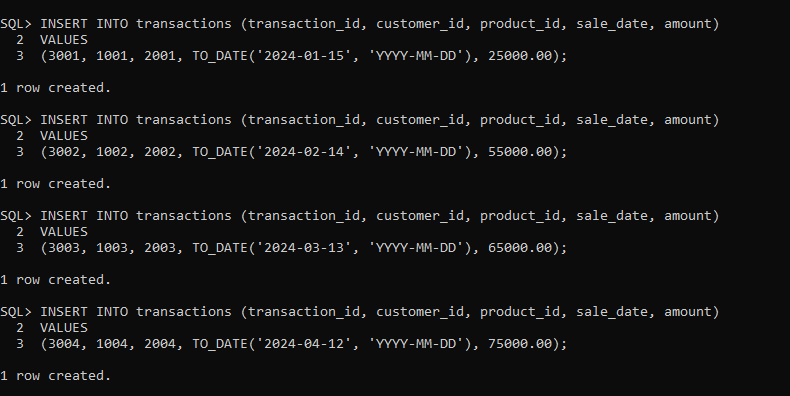 SQL> INSERT INTO transactions (transaction_id, customer_id, product_id, sale_date, amount)
  2  VALUES
  3  (3001, 1001, 2001, TO_DATE('2024-01-15', 'YYYY-MM-DD'), 25000.00);
1 row created.
SQL> INSERT INTO transactions (transaction_id, customer_id, product_id, sale_date, amount)
  2  VALUES
  3  (3002, 1002, 2002, TO_DATE('2024-02-14', 'YYYY-MM-DD'), 55000.00);
1 row created.
SQL> INSERT INTO transactions (transaction_id, customer_id, product_id, sale_date, amount)
  2  VALUES
  3  (3003, 1003, 2003, TO_DATE('2024-03-13', 'YYYY-MM-DD'), 65000.00);
1 row created.
SQL> INSERT INTO transactions (transaction_id, customer_id, product_id, sale_date, amount)
  2  VALUES
  3  (3004, 1004, 2004, TO_DATE('2024-04-12', 'YYYY-MM-DD'), 75000.00);
1 row created.